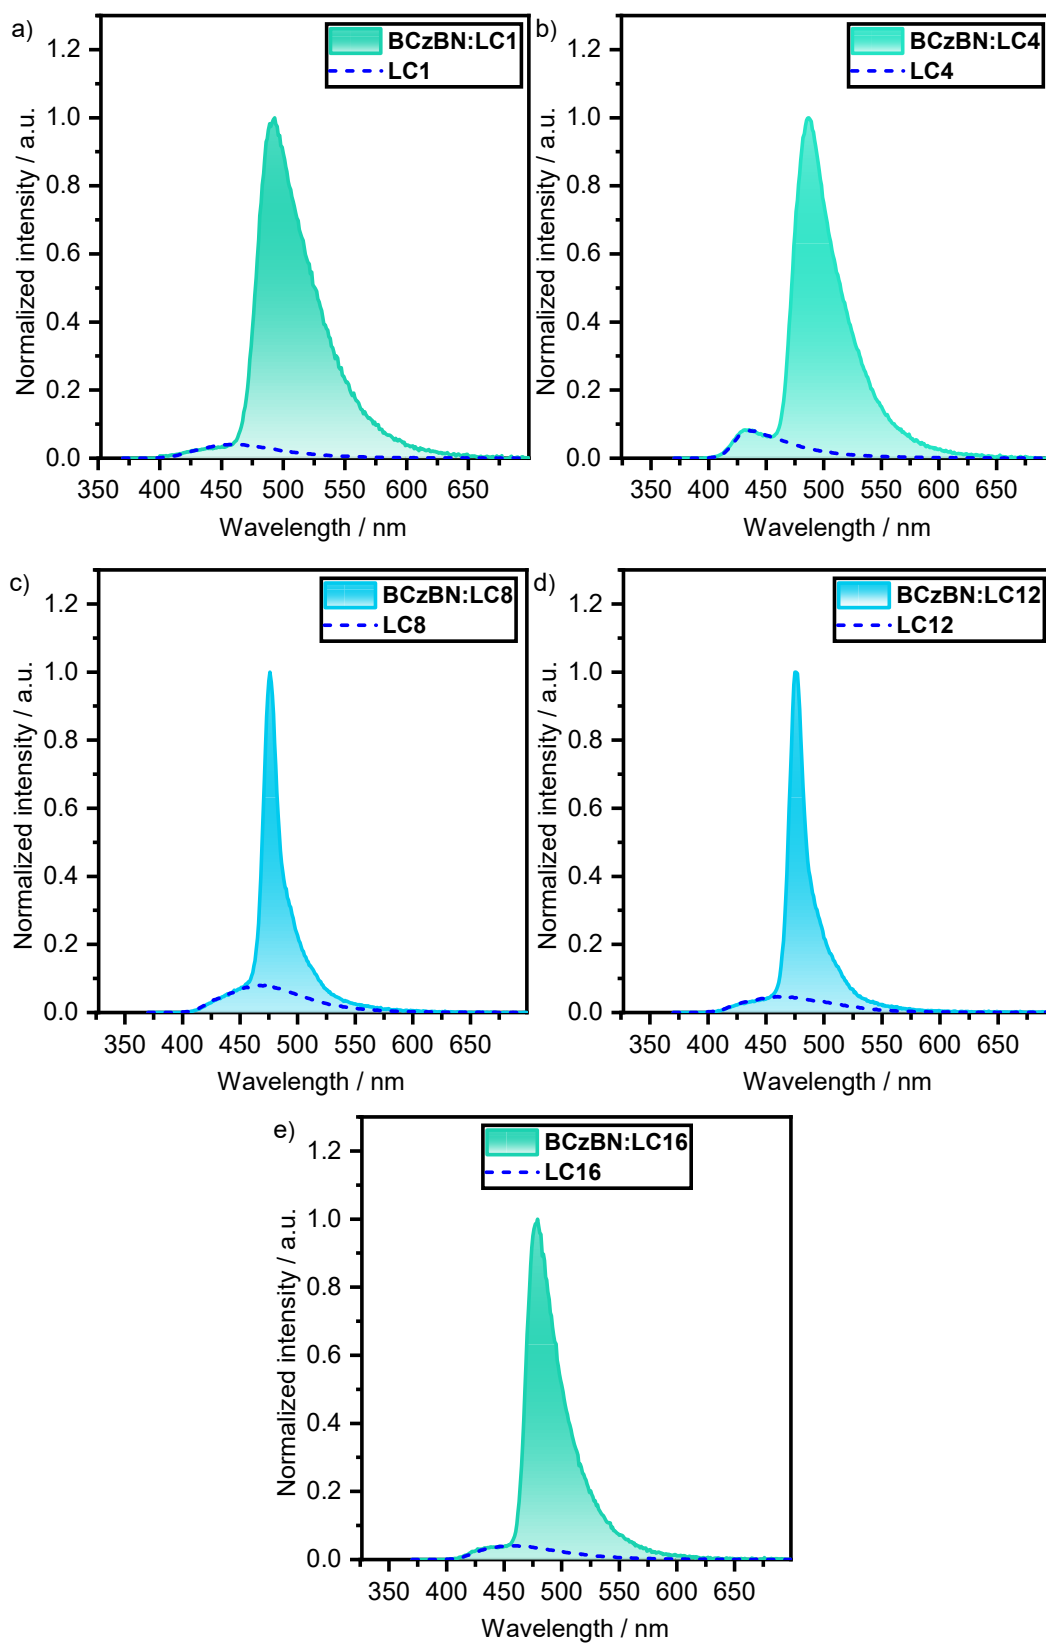 a)
BCzBN:LC1
LC1
Normalized intensity / a.u.
1.2
1.0
0.8
0.6
0.4
0.2
0.0
350 400 450 500 550 600 650
Wavelength / nm
b)
BCzBN:LC4
LC4
Normalized intensity / a.u.
1.2
1.0
0.8
0.6
0.4
0.2
0.0
350 400 450 500 550 600 650
Wavelength / nm
c)
BCzBN:LC8
LC8
Normalized intensity / a.u.
1.2
1.0
0.8
0.6
0.4
0.2
0.0
350 400 450 500 550 600 650
Wavelength / nm
d)
BCzBN:LC12
LC12
Normalized intensity / a.u.
1.2
1.0
0.8
0.6
0.4
0.2
0.0
350 400 450 500 550 600 650
Wavelength / nm
e)
BCzBN:LC16
LC16
Normalized intensity / a.u.
1.2
1.0
0.8
0.6
0.4
0.2
0.0
350 400 450 500 550 600 650
Wavelength / nm